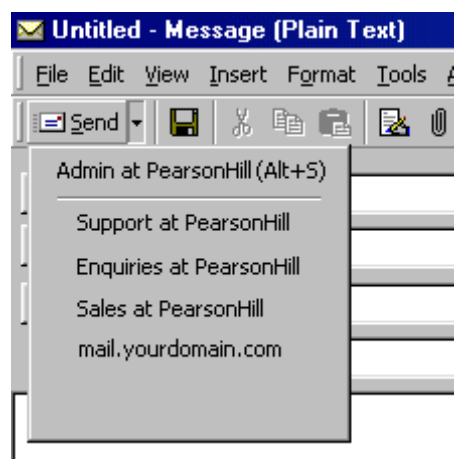 Untitled - Message (Plain Text)
File Edit View Insert Format Tools
Send
Admin at PearsonHill (Alt+S)
Support at PearsonHill
Enquiries at PearsonHill
Sales at PearsonHill
mail.yourdomain.com